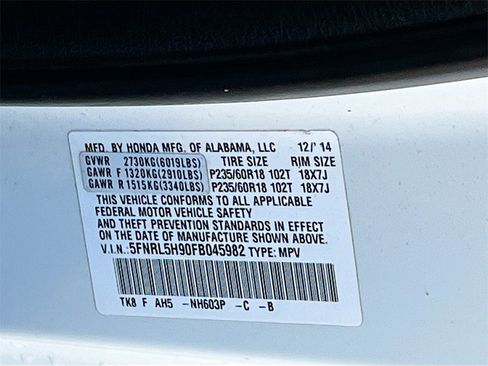 MFD. BY HONDA MFG. OF ALABAMA, LLC 12/'14
GVWR 2730KG(6019LBS) TIRE SIZE RIM SIZE
GAWR F 1320KG(2910LBS) P235/60R18 102T 18X7J
GAWR R 1515KG(3340LBS) P235/60R18 102T 18X7J
THIS VEHICLE CONFORMS TO ALL APPLICABLE
FEDERAL MOTOR VEHICLE SAFETY
AND THEFT PREVENTION STANDARDS IN EFFECT
ON THE DATE OF MANUFACTURE SHOWN ABOVE.
V.I.N.: 5FNRL5H90FB045982 TYPE: MPV
TK8 F AH5 -NH603P -C -B